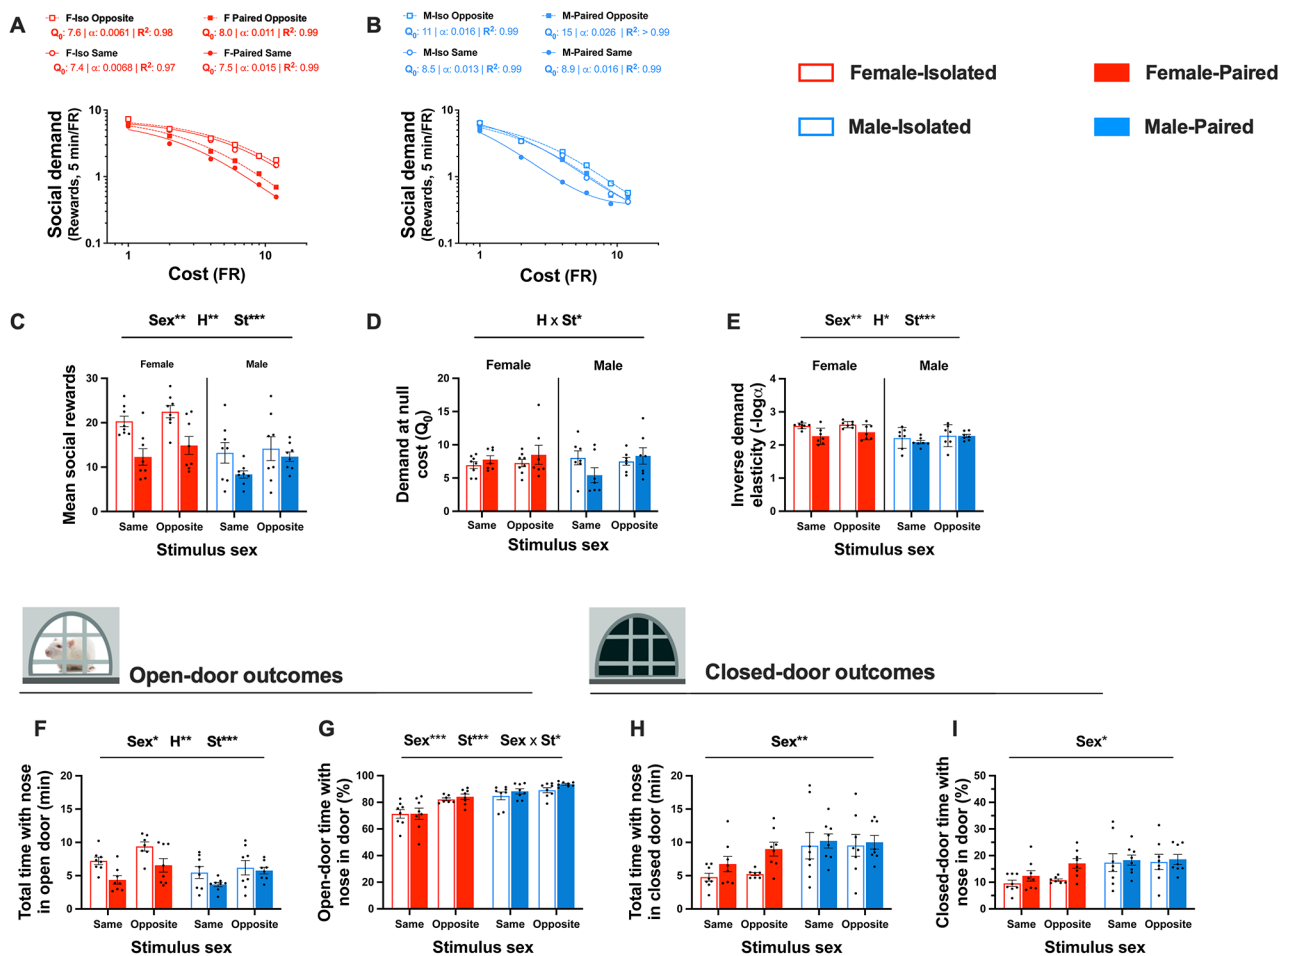 A
F-Iso Opposite
Q0: 7.6 | α: 0.0061 | R2: 0.98
F Paired Opposite
Q0: 8.0 | α: 0.011 | R2: 0.99
F-Iso Same
Q0: 7.4 | α: 0.0068 | R2: 0.97
F-Paired Same
Q0: 7.5 | α: 0.015 | R2: 0.99
Social demand
(Rewards, 5 min/FR)
10
1
0.1
1
10
Cost (FR)
B
M-Iso Opposite
Q0: 11 | α: 0.016 | R2: 0.99
M-Paired Opposite
Q0: 15 | α: 0.026 | R2: > 0.99
M-Iso Same
Q0: 8.5 | α: 0.013 | R2: 0.99
M-Paired Same
Q0: 8.9 | α: 0.016 | R2: 0.99
Social demand
(Rewards, 5 min/FR)
10
1
0.1
1
10
Cost (FR)
Female-Isolated
Female-Paired
Male-Isolated
Male-Paired
C
Sex** H** St***
Female
Male
Mean social rewards
30
20
10
0
Same
Opposite
Same
Opposite
Stimulus sex
D
H x St*
Female
Male
Demand at null
cost (Q0)
20
15
10
5
0
Same
Opposite
Same
Opposite
Stimulus sex
E
Sex** H* St***
Female
Male
Inverse demand
elasticity (-logα)
4
3
2
1
0
Same
Opposite
Same
Opposite
Stimulus sex
Open-door outcomes
Closed-door outcomes
F
Sex* H** St***
Total time with nose
in open door (min)
20
15
10
5
0
Same
Opposite
Same
Opposite
Stimulus sex
G
Sex*** St*** Sex x St*
Open-door time with
nose in door (%)
100
80
60
40
20
0
Same
Opposite
Same
Opposite
Stimulus sex
H
Sex**
Total time with nose
in closed door (min)
20
15
10
5
0
Same
Opposite
Same
Opposite
Stimulus sex
I
Sex*
Closed-door time with
nose in door (%)
50
40
30
20
10
0
Same
Opposite
Same
Opposite
Stimulus sex